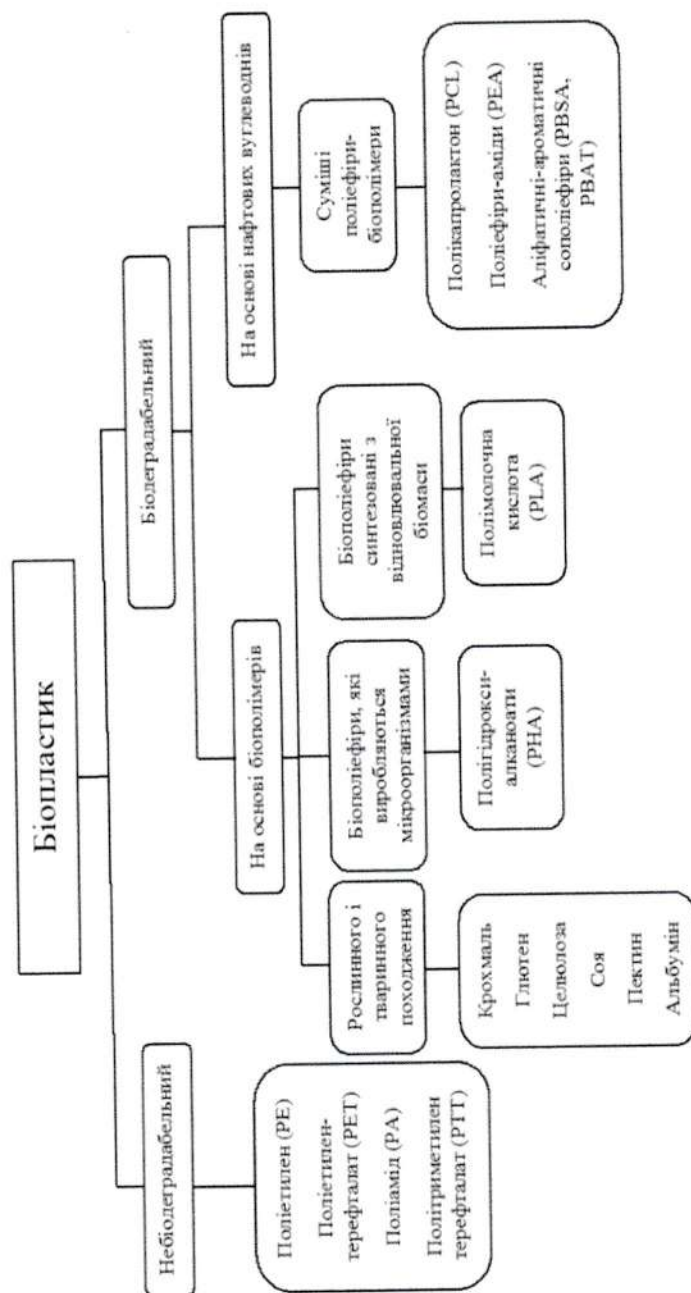 Біопластик
Небіодеградабельний
Біодеградабельний
Поліетилен (PE)
Поліетилен-
терефталат (PET)
Поліамід (PA)
Політриметилен
терефталат (PTT)
На основі біополімерів
На основі нафтових вуглеводнів
Рослинного і
тваринного
походження
Біополіефіри, які
виробляються
мікроорганізмами
Біополіефіри
синтезовані з
відновлювальної
біомаси
Суміші
поліефіри-
біополімери
Крохмаль
Глютен
Целюлоза
Соя
Пектин
Альбумін
Полігідрокси-
алканоати
(PHA)
Полімолочна
кислота
(PLA)
Полікапролактон (PCL)
Поліефіри-аміди (PEA)
Аліфатичні-ароматичні
сополіефіри (PBSA,
PBAT)